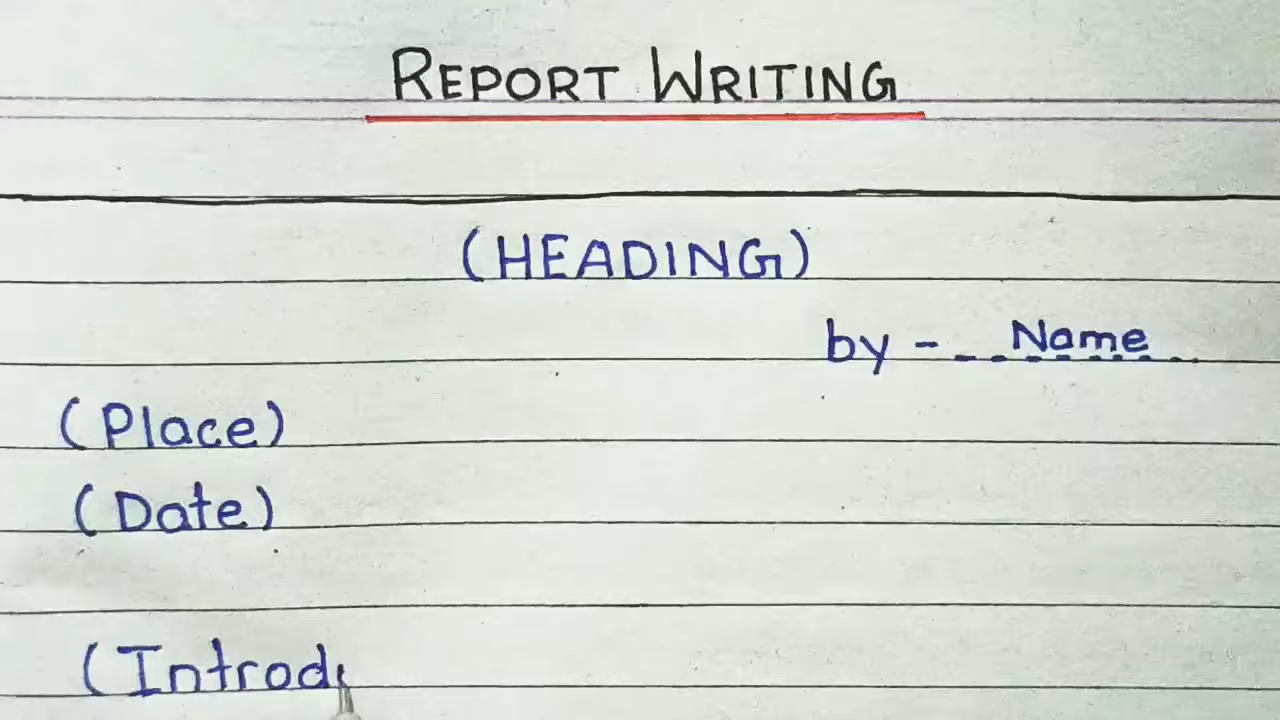 REPORT WRITING
(HEADING)
by - Name
(Place)
(Date)
(Introd